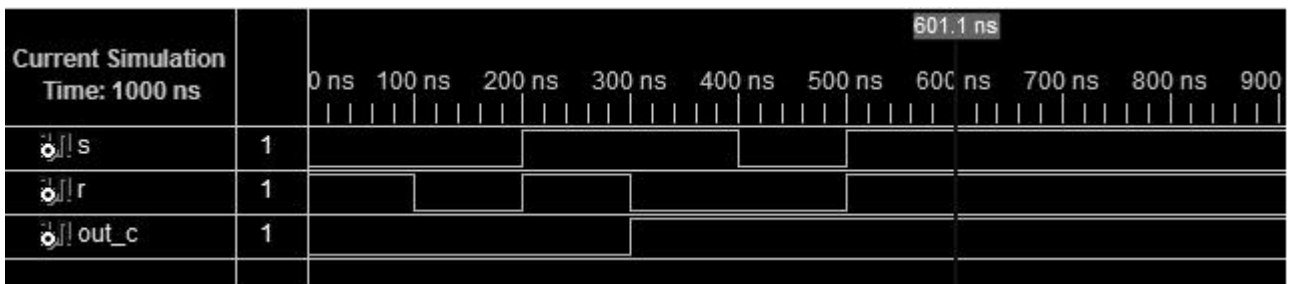 601.1 ns
Current Simulation
Time: 1000 ns
0 ns 100 ns 200 ns 300 ns 400 ns 500 ns 600 ns 700 ns 800 ns 900
s 1
r 1
out_c 1